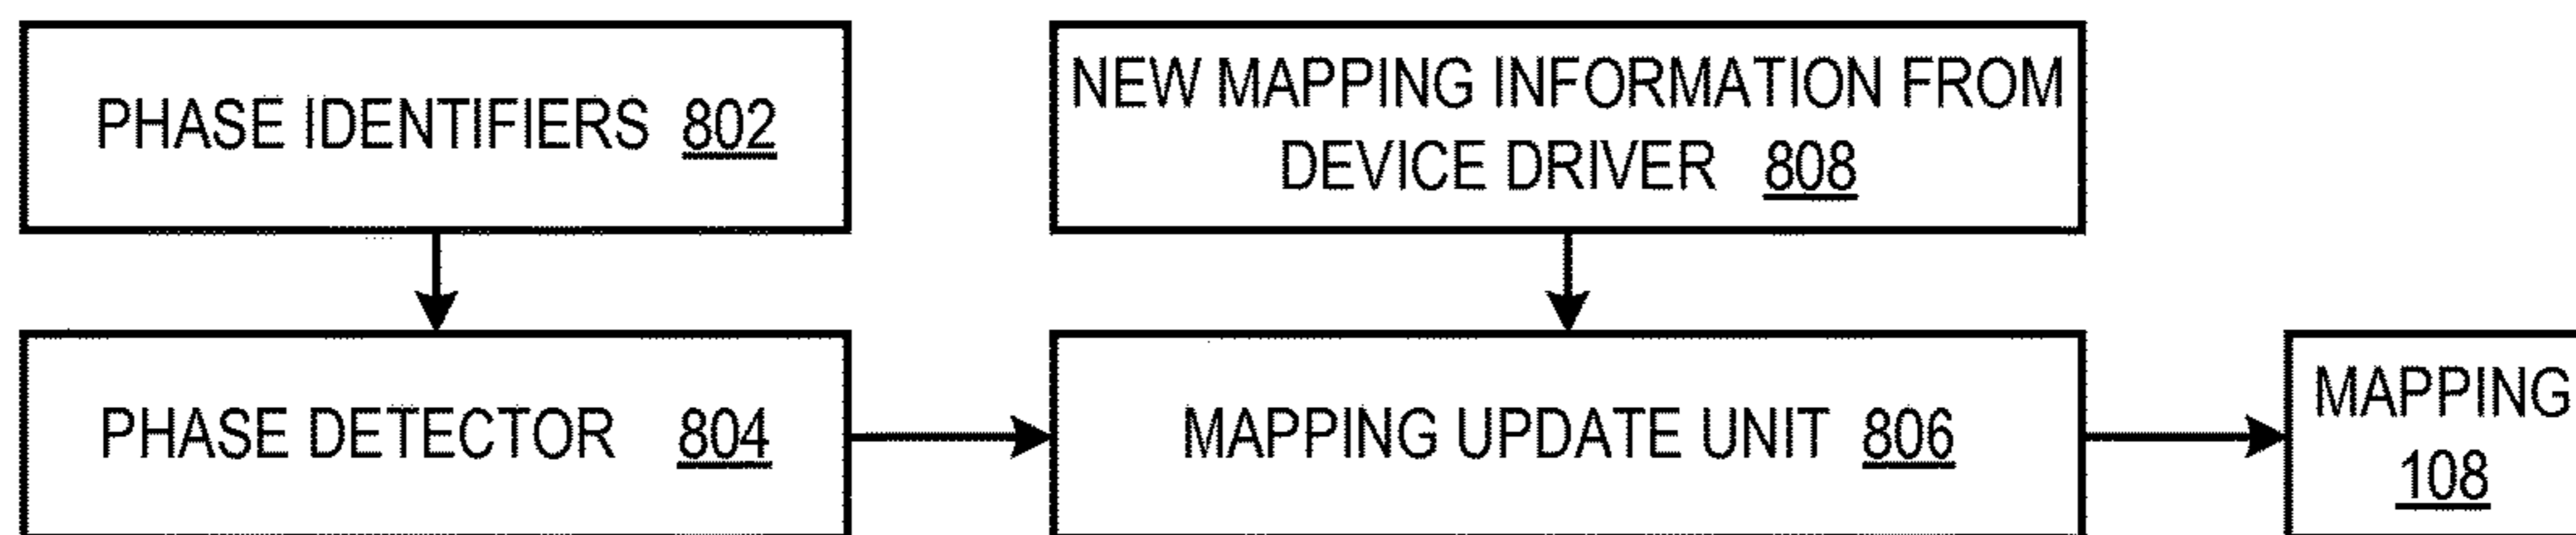 PHASE IDENTIFIERS 802
NEW MAPPING INFORMATION FROM
DEVICE DRIVER 808
PHASE DETECTOR 804
MAPPING UPDATE UNIT 806
MAPPING
108